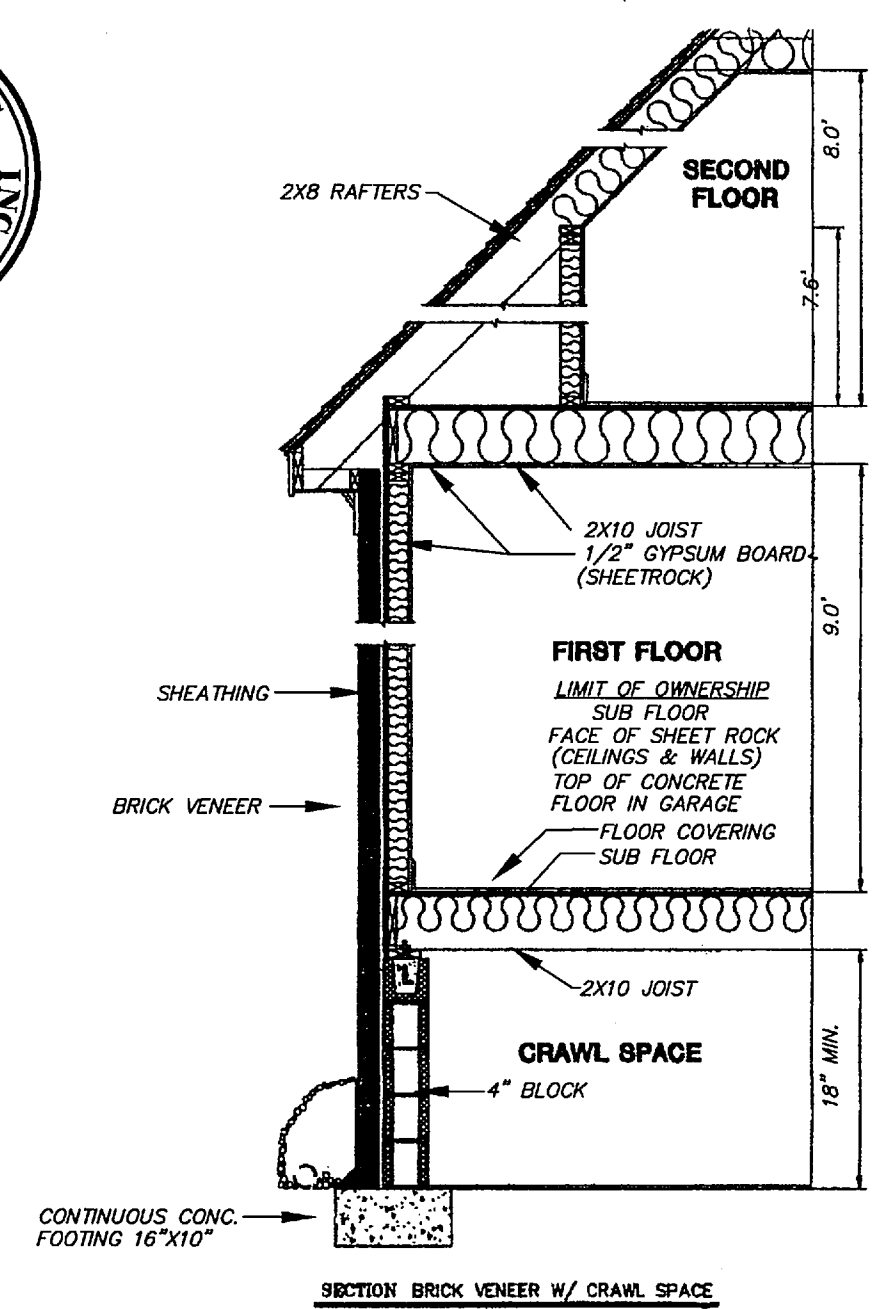 INC
2X8 RAFTERS
SECOND
FLOOR
8.0'
7.6'
2X10 JOIST
1/2" GYPSUM BOARD
(SHEETROCK)
9.0'
FIRST FLOOR
LIMIT OF OWNERSHIP
SUB FLOOR
FACE OF SHEET ROCK
(CEILINGS & WALLS)
TOP OF CONCRETE
FLOOR IN GARAGE
SHEATHING
BRICK VENEER
FLOOR COVERING
SUB FLOOR
2X10 JOIST
CRAWL SPACE
4" BLOCK
18" MIN.
CONTINUOUS CONC.
FOOTING 16"X10"
SECTION BRICK VENEER W/ CRAWL SPACE